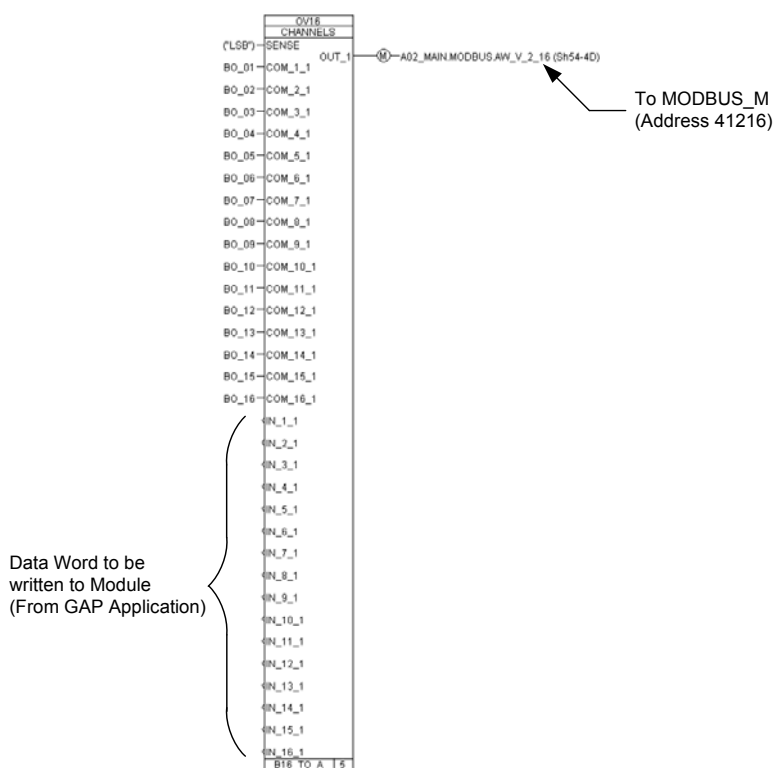 OV16
CHANNELS
("LSB") SENSE
OUT_1 M A02_MAIN.MODBUS.AW_V_2_16 (Sh54-4D)
To MODBUS_M
(Address 41216)
BO_01 COM_1_1
BO_02 COM_2_1
BO_03 COM_3_1
BO_04 COM_4_1
BO_05 COM_5_1
BO_06 COM_6_1
BO_07 COM_7_1
BO_08 COM_8_1
BO_09 COM_9_1
BO_10 COM_10_1
BO_11 COM_11_1
BO_12 COM_12_1
BO_13 COM_13_1
BO_14 COM_14_1
BO_15 COM_15_1
BO_16 COM_16_1
IN_1_1
IN_2_1
IN_3_1
IN_4_1
IN_5_1
IN_6_1
IN_7_1
IN_8_1
IN_9_1
IN_10_1
IN_11_1
IN_12_1
IN_13_1
IN_14_1
IN_15_1
IN_16_1
B16_TO_A 5
Data Word to be
written to Module
(From GAP Application)